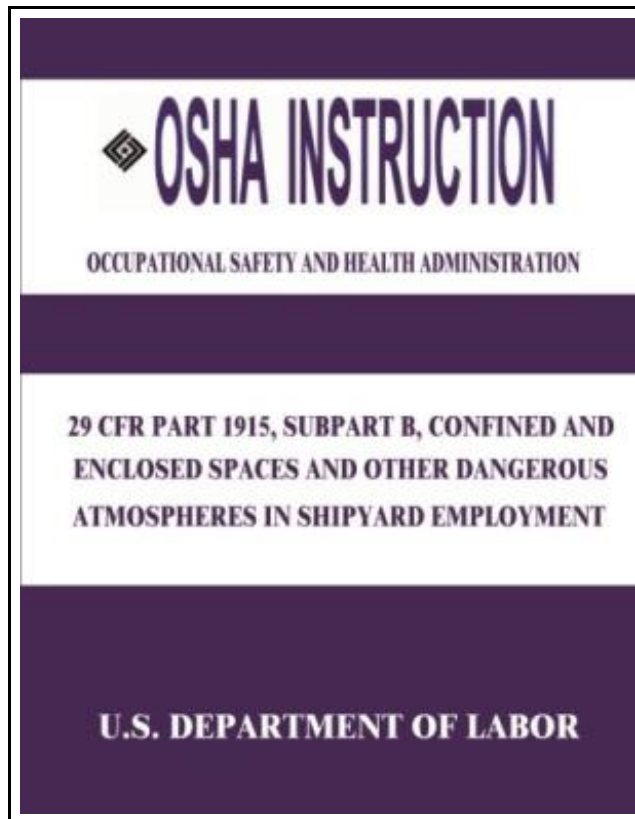 OSHA INSTRUCTION
OCCUPATIONAL SAFETY AND HEALTH ADMINISTRATION
29 CFR PART 1915, SUBPART B, CONFINED AND
ENCLOSED SPACES AND OTHER DANGEROUS
ATMOSPHERES IN SHIPYARD EMPLOYMENT
U.S. DEPARTMENT OF LABOR